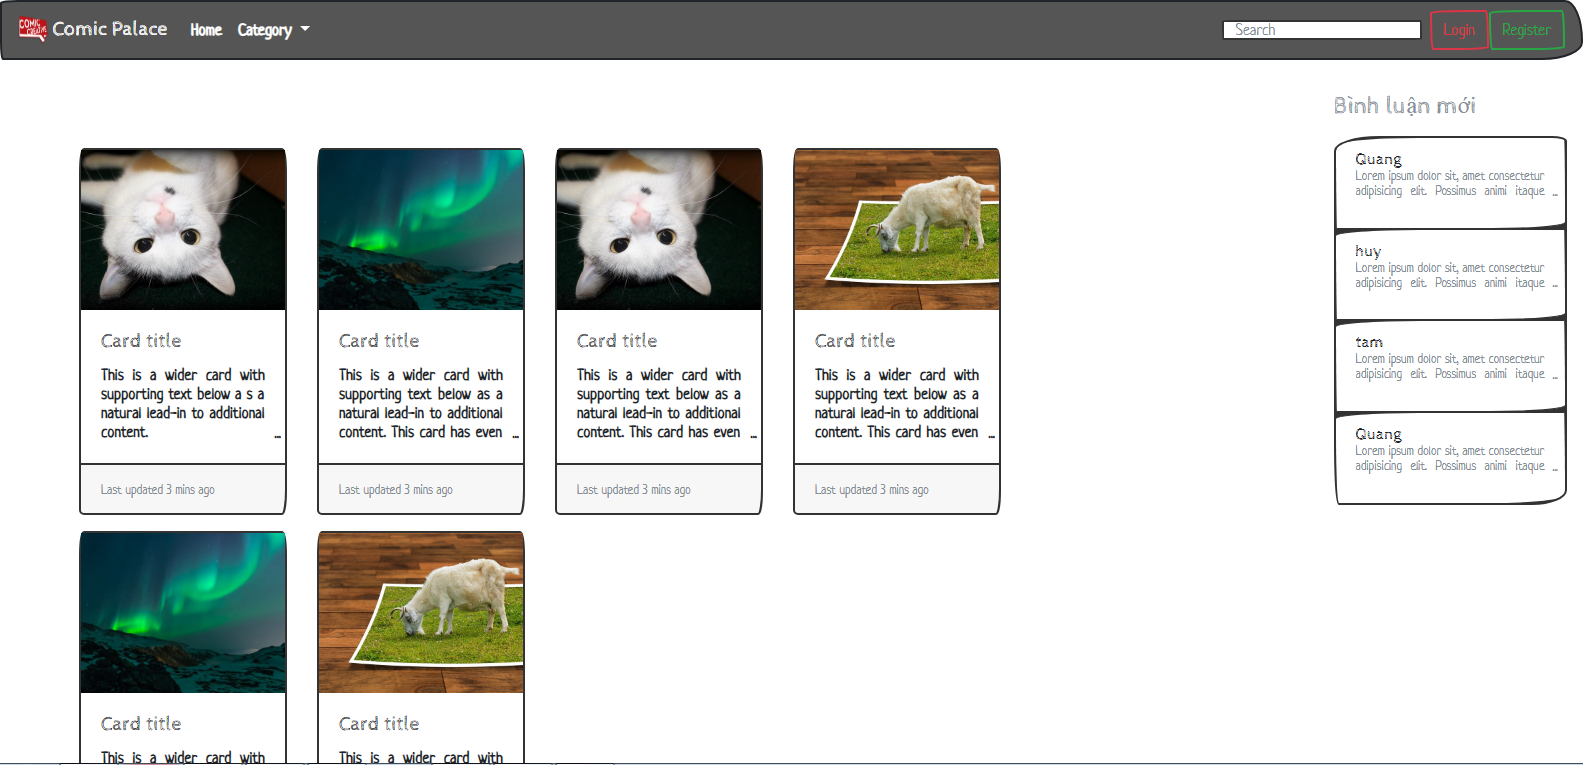 COMIC CREATIVE Comic Palace Home Category Search Login Register
Bình luận mới
Quang
Lorem ipsum dolor sit, amet consectetur
adipisicing elit. Possimus animi itaque ...
huy
Lorem ipsum dolor sit, amet consectetur
adipisicing elit. Possimus animi itaque ...
tam
Lorem ipsum dolor sit, amet consectetur
adipisicing elit. Possimus animi itaque ...
Quang
Lorem ipsum dolor sit, amet consectetur
adipisicing elit. Possimus animi itaque ...
Card title
This is a wider card with
supporting text below a s a
natural lead-in to additional
content. ...
Last updated 3 mins ago
Card title
This is a wider card with
supporting text below as a
natural lead-in to additional
content. This card has even ...
Last updated 3 mins ago
Card title
This is a wider card with
supporting text below as a
natural lead-in to additional
content. This card has even ...
Last updated 3 mins ago
Card title
This is a wider card with
supporting text below as a
natural lead-in to additional
content. This card has even ...
Last updated 3 mins ago
Card title
This is a wider card with
Card title
This is a wider card with